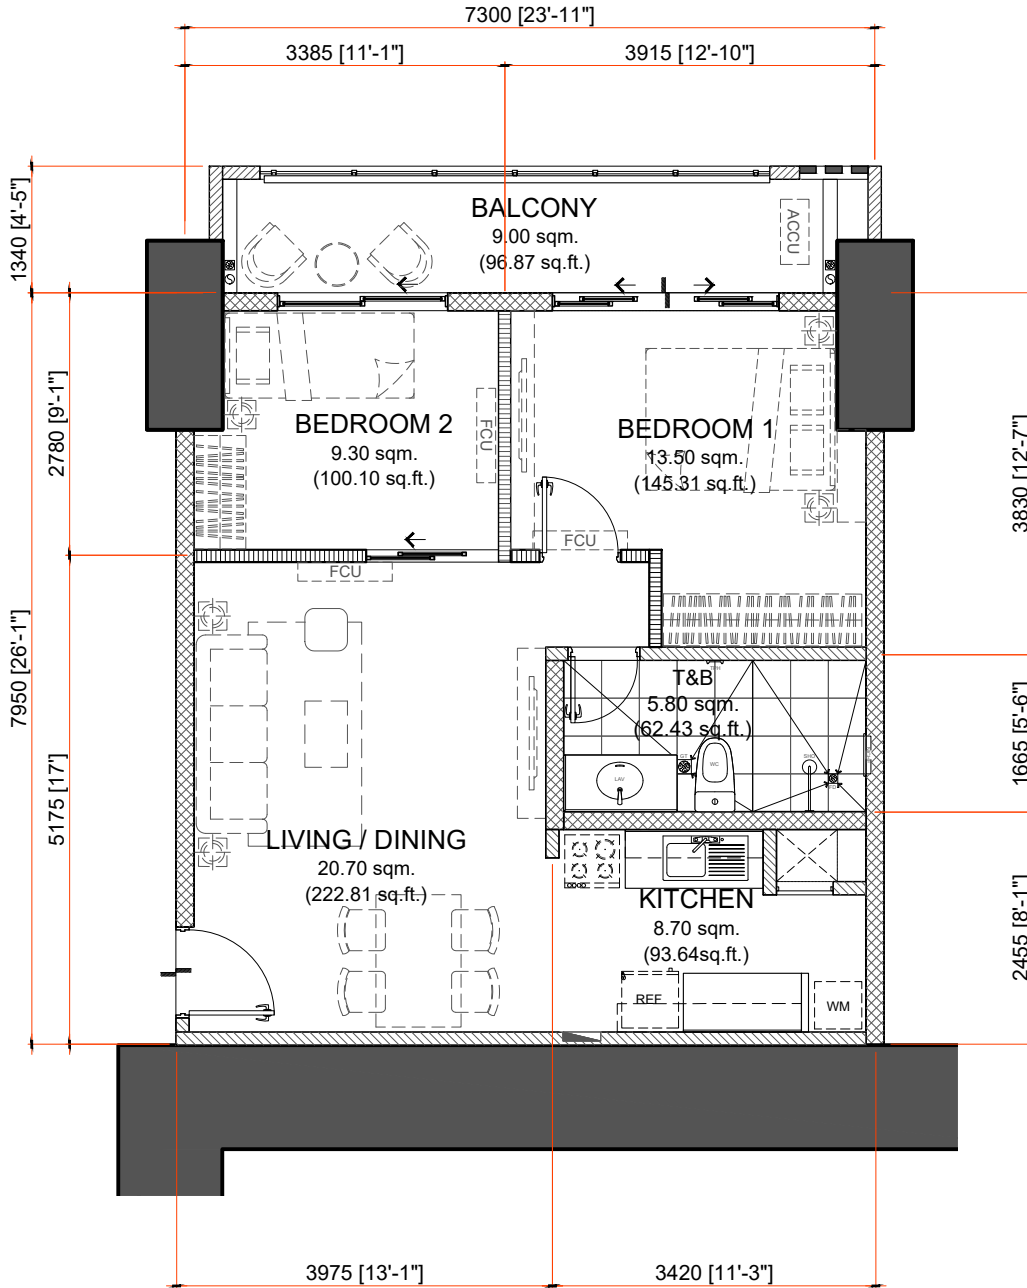 7300 [23'-11"]
3385 [11'-1"]
3915 [12'-10"]
1340 [4'-5"]
BALCONY
9.00 sqm.
(96.87 sq.ft.)
ACCU
2780 [9'-1"]
BEDROOM 2
9.30 sqm.
(100.10 sq.ft.)
FCU
BEDROOM 1
13.50 sqm.
(145.31 sq.ft.)
3830 [12'-7"]
FCU
FCU
7950 [26'-1"]
T&B
5.80 sqm.
(62.43 sq.ft.)
WC
LAV
1665 [5'-6"]
5175 [17']
LIVING / DINING
20.70 sqm.
(222.81 sq.ft.)
KITCHEN
8.70 sqm.
(93.64sq.ft.)
2455 [8'-1"]
REF
WM
3975 [13'-1"]
3420 [11'-3"]